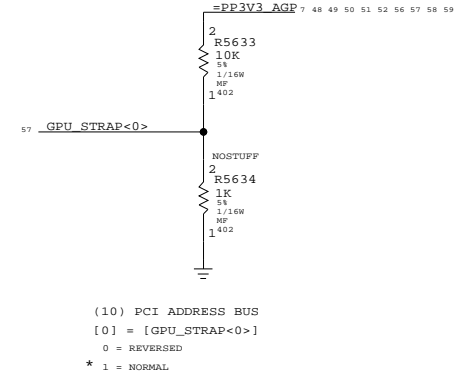 =PP3V3_AGP 7 48 49 50 51 52 56 57 58 59
2
R5633
10K
5%
1/16W
MF
402
1
57 GPU_STRAP<0>
NOSTUFF
2
R5634
1K
5%
1/16W
MF
402
1
(10) PCI ADDRESS BUS
[0] = [GPU_STRAP<0>]
0 = REVERSED
* 1 = NORMAL